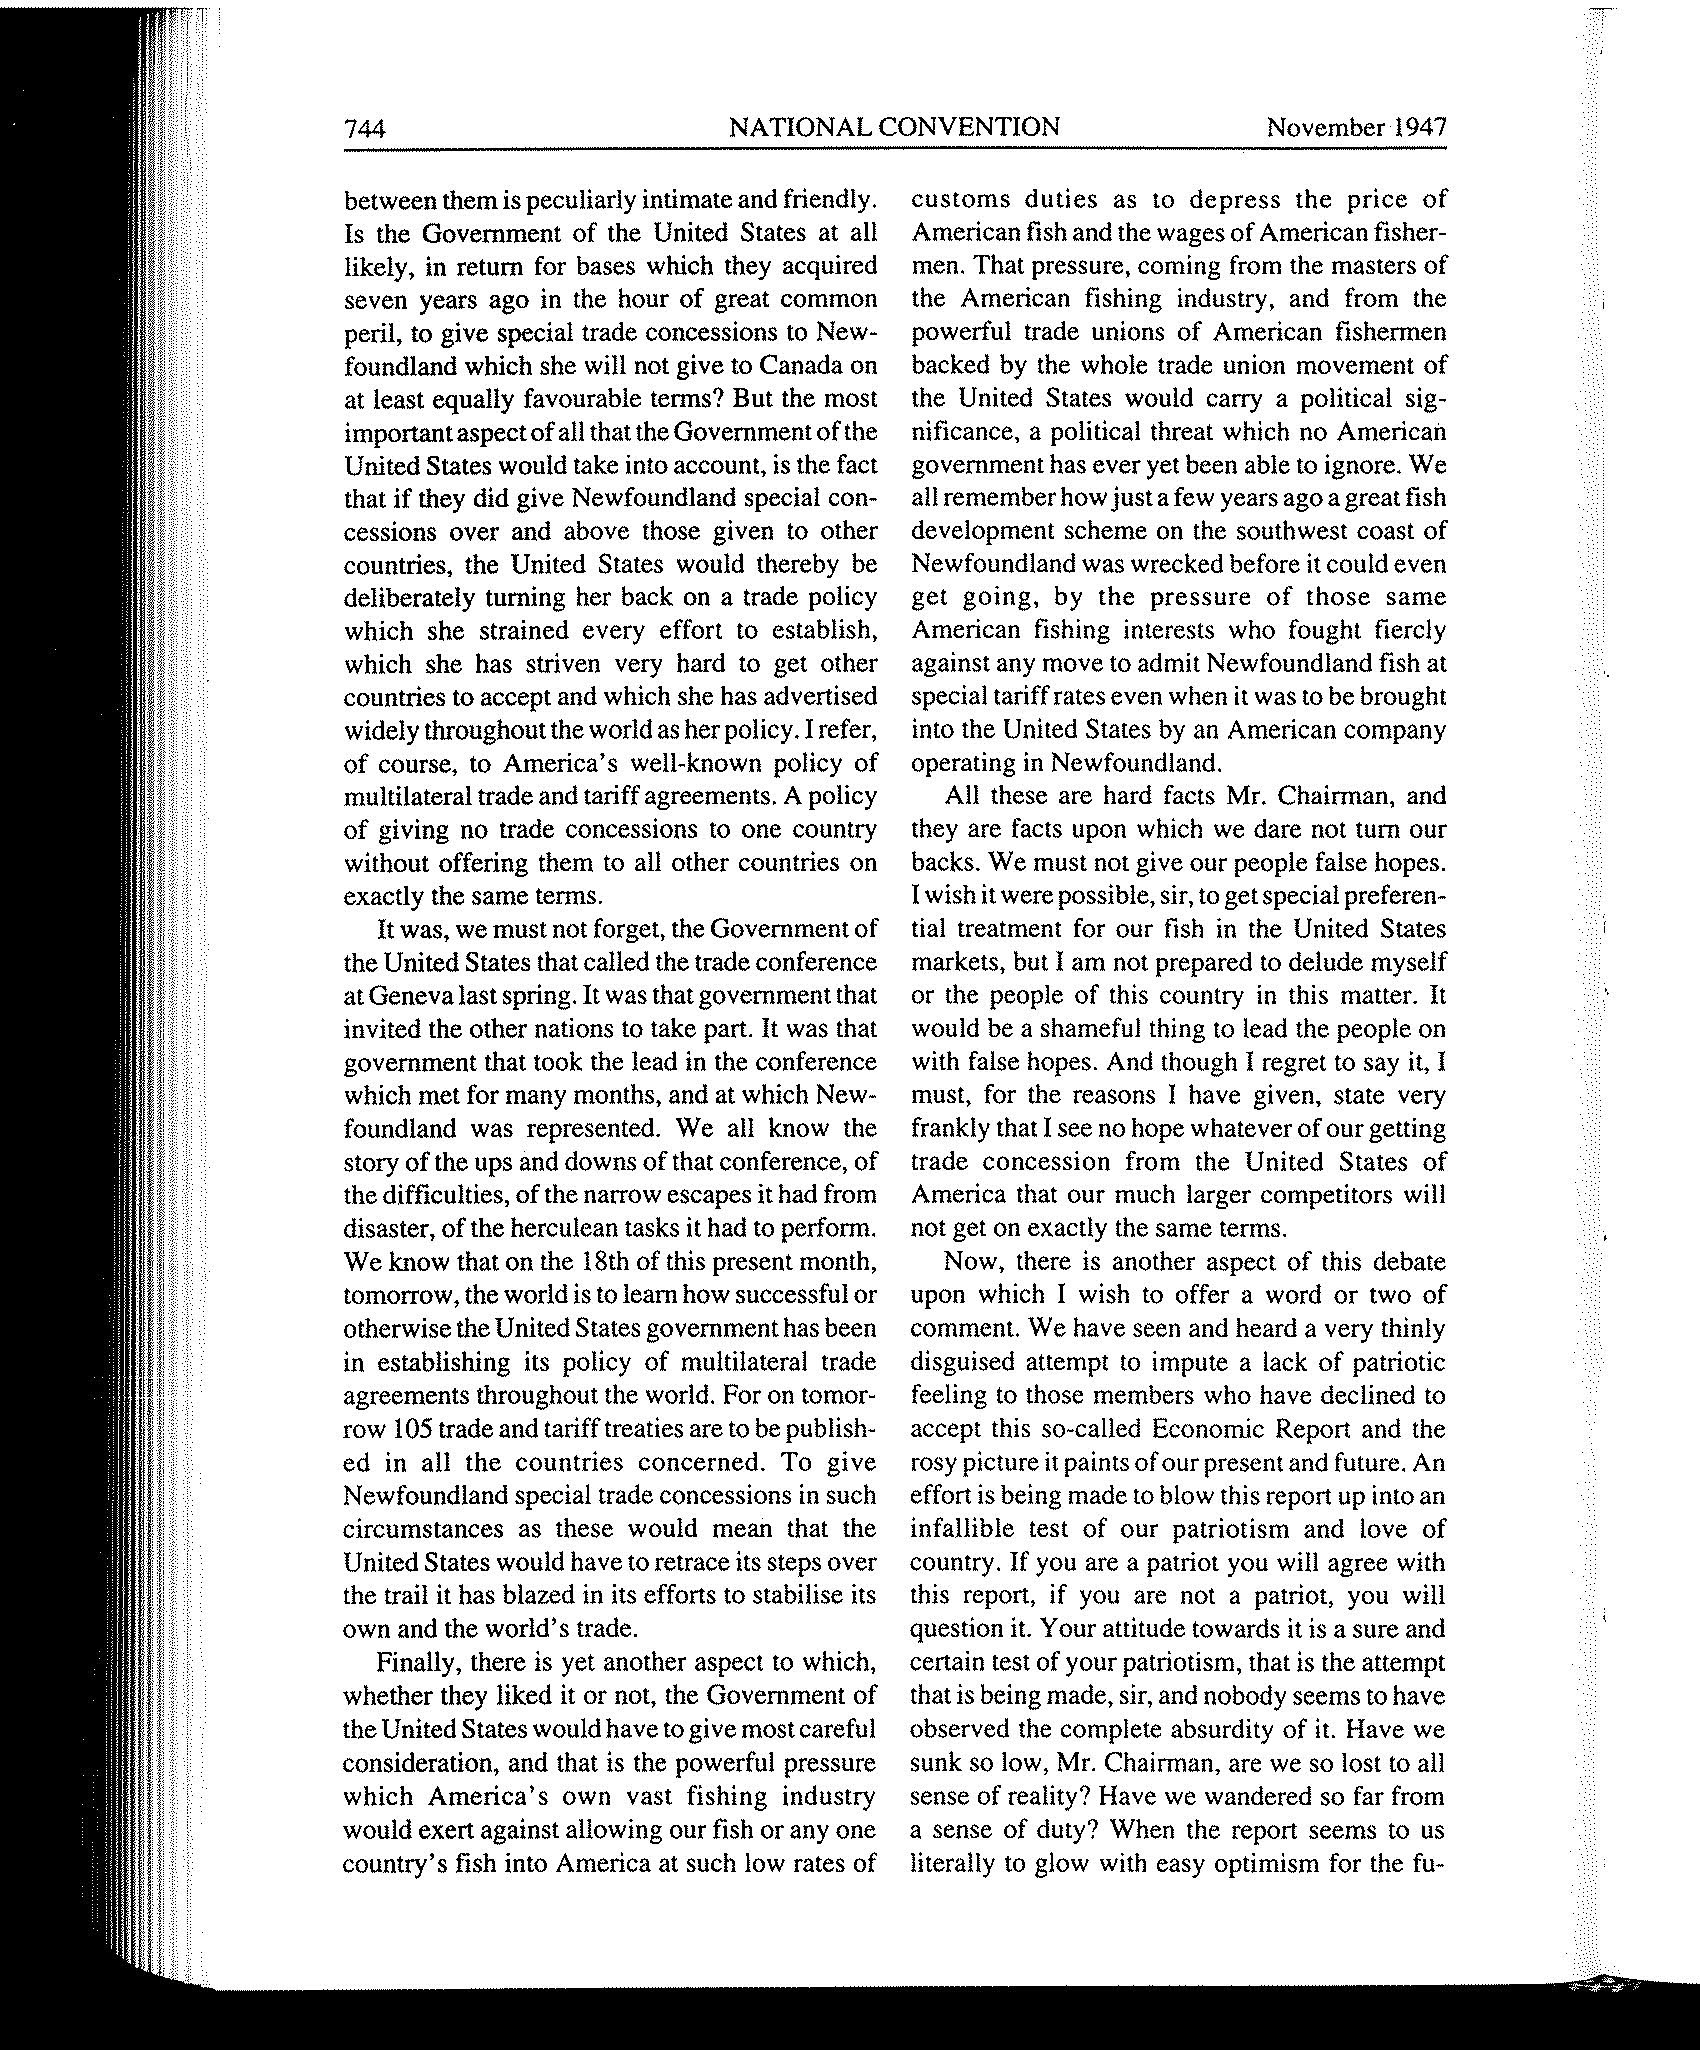 744 NATIONAL CONVENTION November 1947
between them is peculiarly intimate and friendly.
Is the Government of the United States at all
likely, in return for bases which they acquired
seven years ago in the hour of great common
peril, to give special trade concessions to New-
foundland which she will not give to Canada on
at least equally favourable terms? But the most
important aspect of all that the Government of the
United States would take into account, is the fact
that if they did give Newfoundland special con-
cessions over and above those given to other
countries, the United States would thereby be
deliberately turning her back on a trade policy
which she strained every effort to establish,
which she has striven very hard to get other
countries to accept and which she has advertised
widely throughout the world as her policy. I refer,
of course, to America's well-known policy of
multilateral trade and tariff agreements. A policy
of giving no trade concessions to one country
without offering them to all other countries on
exactly the same terms.
It was, we must not forget, the Government of
the United States that called the trade conference
at Geneva last spring. It was that government that
invited the other nations to take part. It was that
government that took the lead in the conference
which met for many months, and at which New-
foundland was represented. We all know the
story of the ups and downs of that conference, of
the difficulties, of the narrow escapes it had from
disaster, of the herculean tasks it had to perform.
We know that on the 18th of this present month,
tomorrow, the world is to learn how successful or
otherwise the United States government has been
in establishing its policy of multilateral trade
agreements throughout the world. For on tomor-
row 105 trade and tariff treaties are to be publish-
ed in all the countries concerned. To give
Newfoundland special trade concessions in such
circumstances as these would mean that the
United States would have to retrace its steps over
the trail it has blazed in its efforts to stabilise its
own and the world's trade.
Finally, there is yet another aspect to which,
whether they liked it or not, the Government of
the United States would have to give most careful
consideration, and that is the powerful pressure
which America's own vast fishing industry
would exert against allowing our fish or any one
country's fish into America at such low rates of
customs duties as to depress the price of
American fish and the wages of American fisher-
men. That pressure, coming from the masters of
the American fishing industry, and from the
powerful trade unions of American fishermen
backed by the whole trade union movement of
the United States would carry a political sig-
nificance, a political threat which no American
government has ever yet been able to ignore. We
all remember how just a few years ago a great fish
development scheme on the southwest coast of
Newfoundland was wrecked before it could even
get going, by the pressure of those same
American fishing interests who fought fiercly
against any move to admit Newfoundland fish at
special tariff rates even when it was to be brought
into the United States by an American company
operating in Newfoundland.
All these are hard facts Mr. Chairman, and
they are facts upon which we dare not turn our
backs. We must not give our people false hopes.
I wish it were possible, sir, to get special preferen-
tial treatment for our fish in the United States
markets, but I am not prepared to delude myself
or the people of this country in this matter. It
would be a shameful thing to lead the people on
with false hopes. And though I regret to say it, I
must, for the reasons I have given, state very
frankly that I see no hope whatever of our getting
trade concession from the United States of
America that our much larger competitors will
not get on exactly the same terms.
Now, there is another aspect of this debate
upon which I wish to offer a word or two of
comment. We have seen and heard a very thinly
disguised attempt to impute a lack of patriotic
feeling to those members who have declined to
accept this so-called Economic Report and the
rosy picture it paints of our present and future. An
effort is being made to blow this report up into an
infallible test of our patriotism and love of
country. If you are a patriot you will agree with
this report, if you are not a patriot, you will
question it. Your attitude towards it is a sure and
certain test of your patriotism, that is the attempt
that is being made, sir, and nobody seems to have
observed the complete absurdity of it. Have we
sunk so low, Mr. Chairman, are we so lost to all
sense of reality? Have we wandered so far from
a sense of duty? When the report seems to us
literally to glow with easy optimism for the fu-